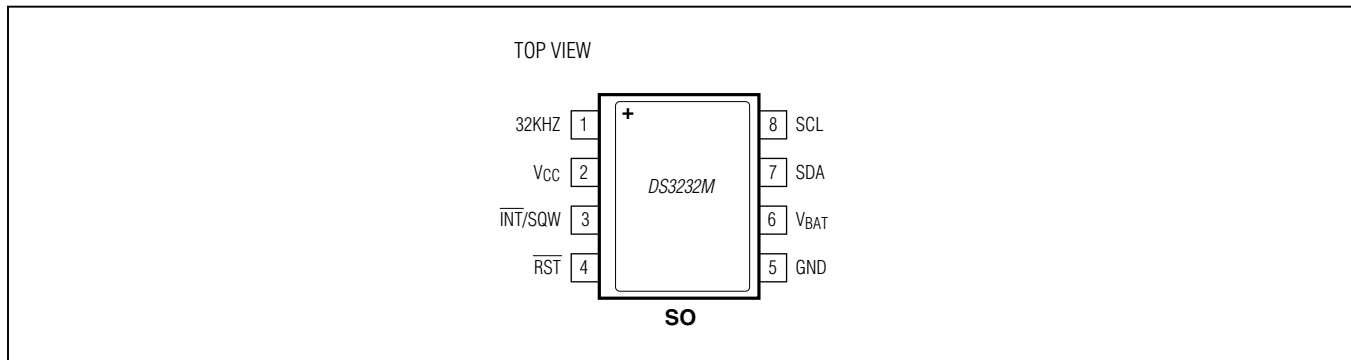 TOP VIEW
32KHZ 1 + 8 SCL
VCC 2 7 SDA
DS3232M
INT/SQW 3 6 VBAT
RST 4 5 GND
SO